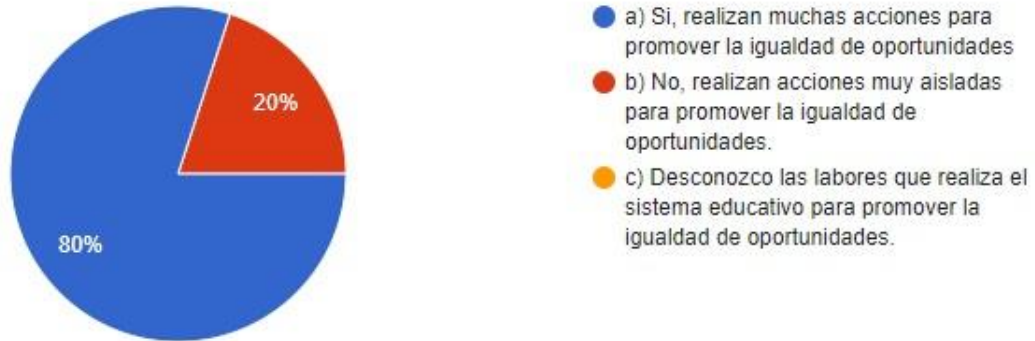 a) Si, realizan muchas acciones para
promover la igualdad de oportunidades
b) No, realizan acciones muy aisladas
para promover la igualdad de
oportunidades.
c) Desconozco las labores que realiza el
sistema educativo para promover la
igualdad de oportunidades.
20%
80%